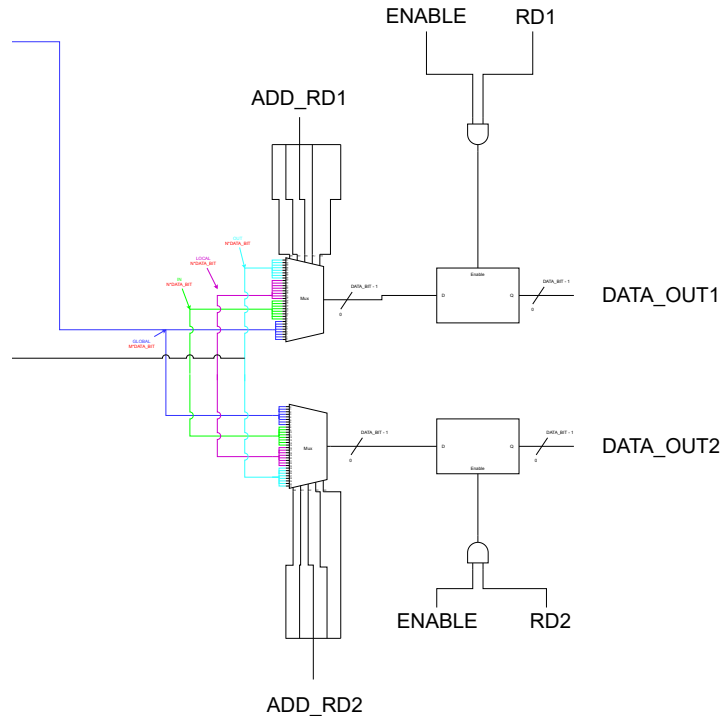 ENABLE RD1
ADD_RD1
OUT
N*DATA_BIT
LOCAL
N*DATA_BIT
IN
N*DATA_BIT
Enable
DATA_BIT - 1
DATA_BIT - 1
Mux
D
Q
DATA_OUT1
0
0
GLOBAL
M*DATA_BIT
DATA_BIT - 1
DATA_BIT - 1
Mux
D
Q
DATA_OUT2
0
0
Enable
ENABLE RD2
ADD_RD2